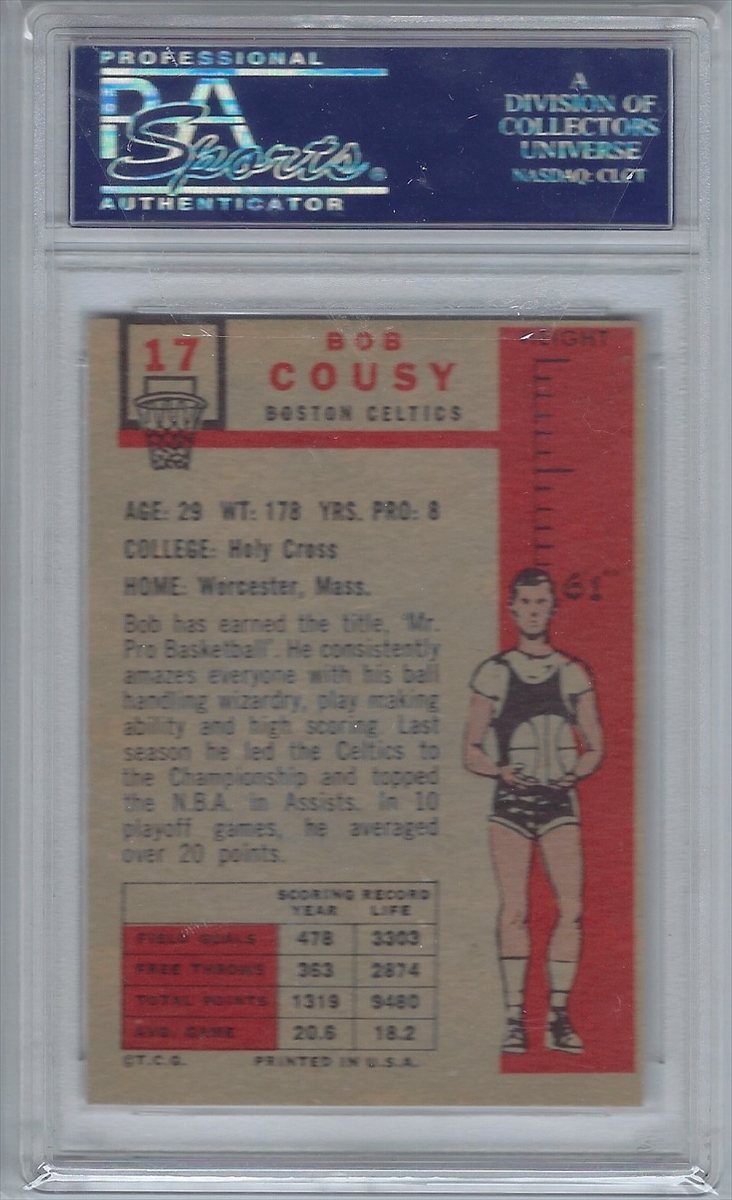 PROFESSIONAL
PSA
Sports®
AUTHENTICATOR
A
DIVISION OF
COLLECTORS
UNIVERSE
NASDAQ: CLCT
17
BOB
COUSY
BOSTON CELTICS
HEIGHT
AGE: 29 WT: 178 YRS. PRO: 8
COLLEGE: Holy Cross
HOME: Worcester, Mass.
6'1"
Bob has earned the title, "Mr.
Pro Basketball". He consistently
amazes everyone with his ball
handling wizardry, play making
ability and high scoring. Last
season he led the Celtics to
the Championship and topped
the N.B.A. in Assists. In 10
playoff games, he averaged
over 20 points.
SCORING RECORD
YEAR LIFE
FIELD GOALS 478 3303
FREE THROWS 363 2874
TOTAL POINTS 1319 9480
AVG. GAME 20.6 18.2
©T.C.G. PRINTED IN U.S.A.